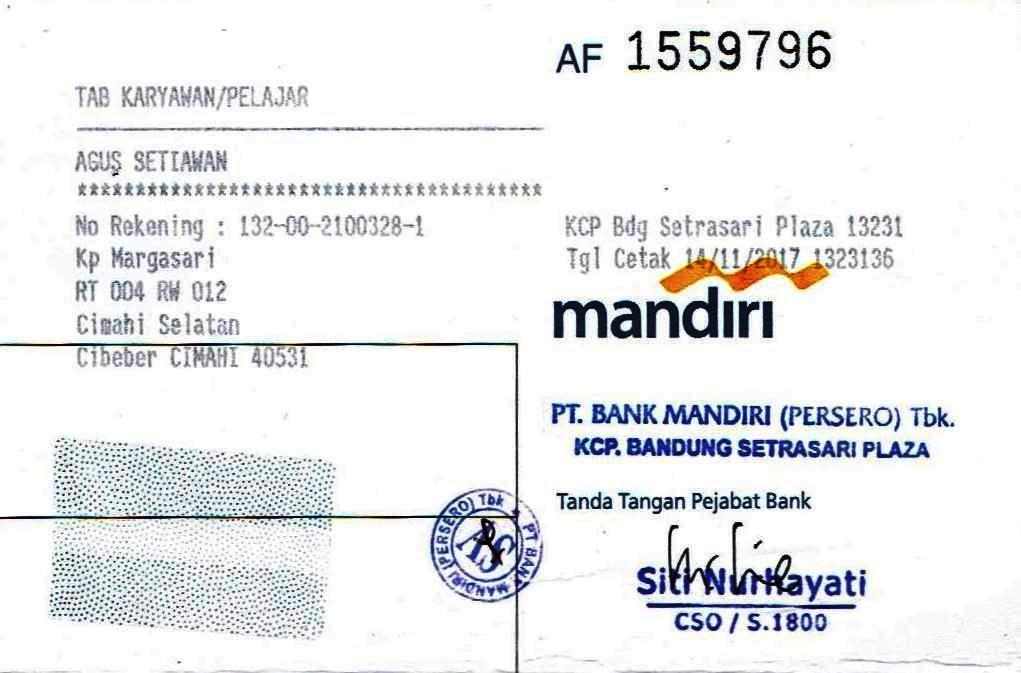 AF 1559796
TAB KARYAWAN/PELAJAR
AGUS SETIAWAN
****************************************
No Rekening : 132-00-2100328-1
Kp Margasari
RT 004 RW 012
Cimahi Selatan
Cibeber CIMAHI 40531
KCP Bdg Setrasari Plaza 13231
Tgl Cetak 14/11/2017 1323136
mandiri
PT. BANK MANDIRI (PERSERO) Tbk.
KCP. BANDUNG SETRASARI PLAZA
Tanda Tangan Pejabat Bank
Siti Nurhayati
CSO / S.1800
PT BANK MANDIRI (PERSERO) Tbk
AS